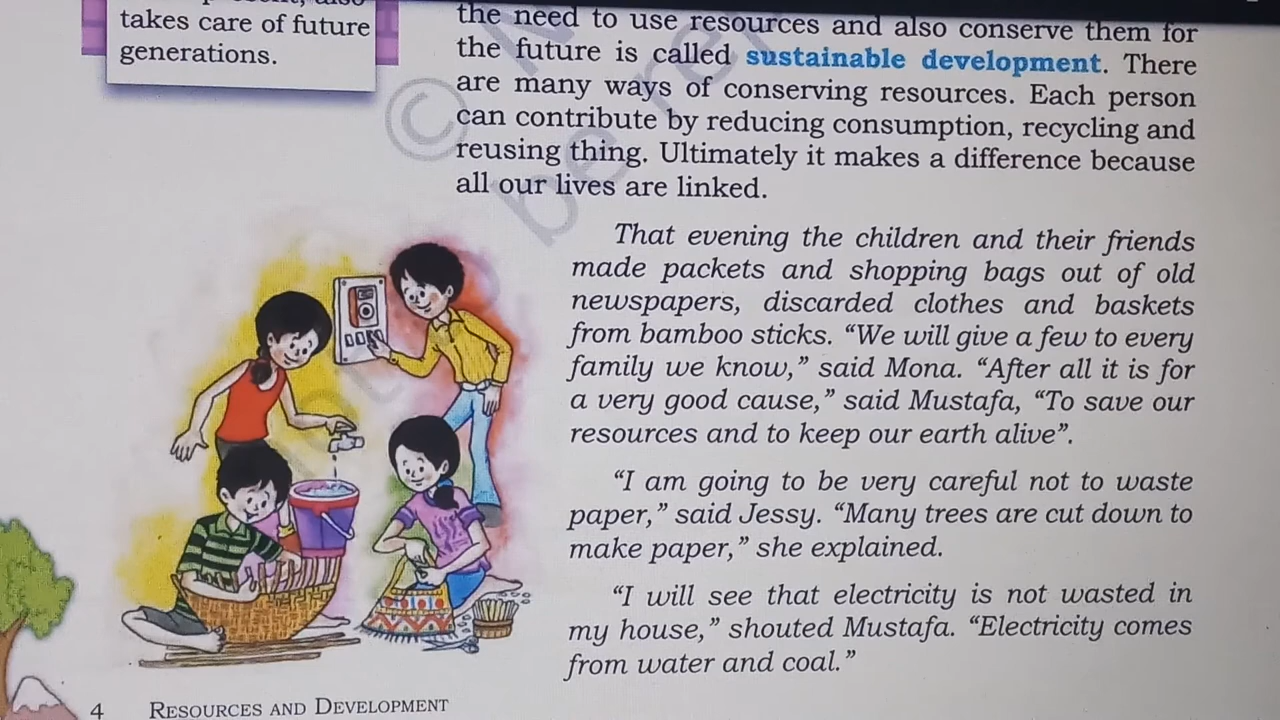 takes care of future
generations.
the need to use resources and also conserve them for
the future is called sustainable development. There
are many ways of conserving resources. Each person
can contribute by reducing consumption, recycling and
reusing thing. Ultimately it makes a difference because
all our lives are linked.
That evening the children and their friends
made packets and shopping bags out of old
newspapers, discarded clothes and baskets
from bamboo sticks. “We will give a few to every
family we know,” said Mona. “After all it is for
a very good cause,” said Mustafa, “To save our
resources and to keep our earth alive”.
“I am going to be very careful not to waste
paper,” said Jessy. “Many trees are cut down to
make paper,” she explained.
“I will see that electricity is not wasted in
my house,” shouted Mustafa. “Electricity comes
from water and coal.”
4 RESOURCES AND DEVELOPMENT